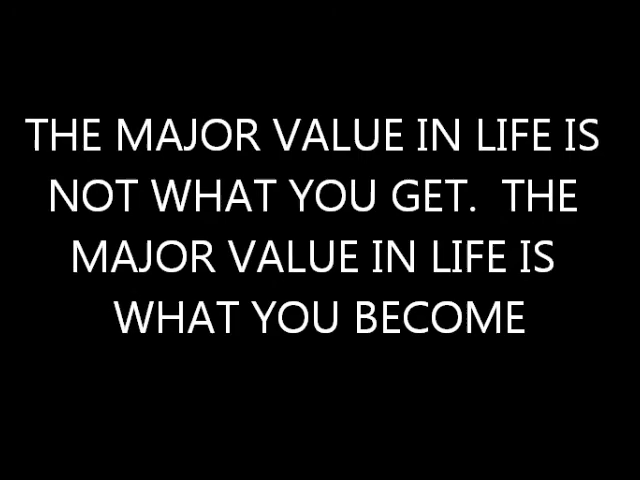 THE MAJOR VALUE IN LIFE IS
NOT WHAT YOU GET.  THE
MAJOR VALUE IN LIFE IS
WHAT YOU BECOME